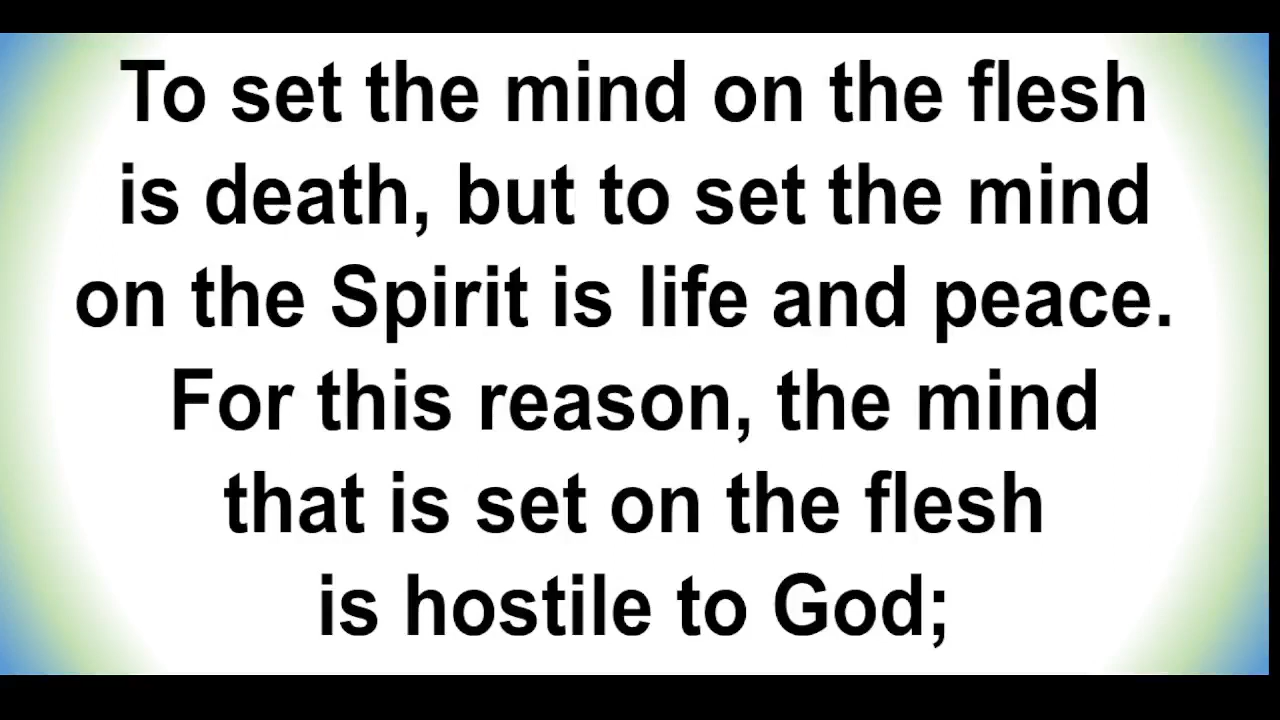 To set the mind on the flesh
is death, but to set the mind
on the Spirit is life and peace.
For this reason, the mind
that is set on the flesh
is hostile to God;